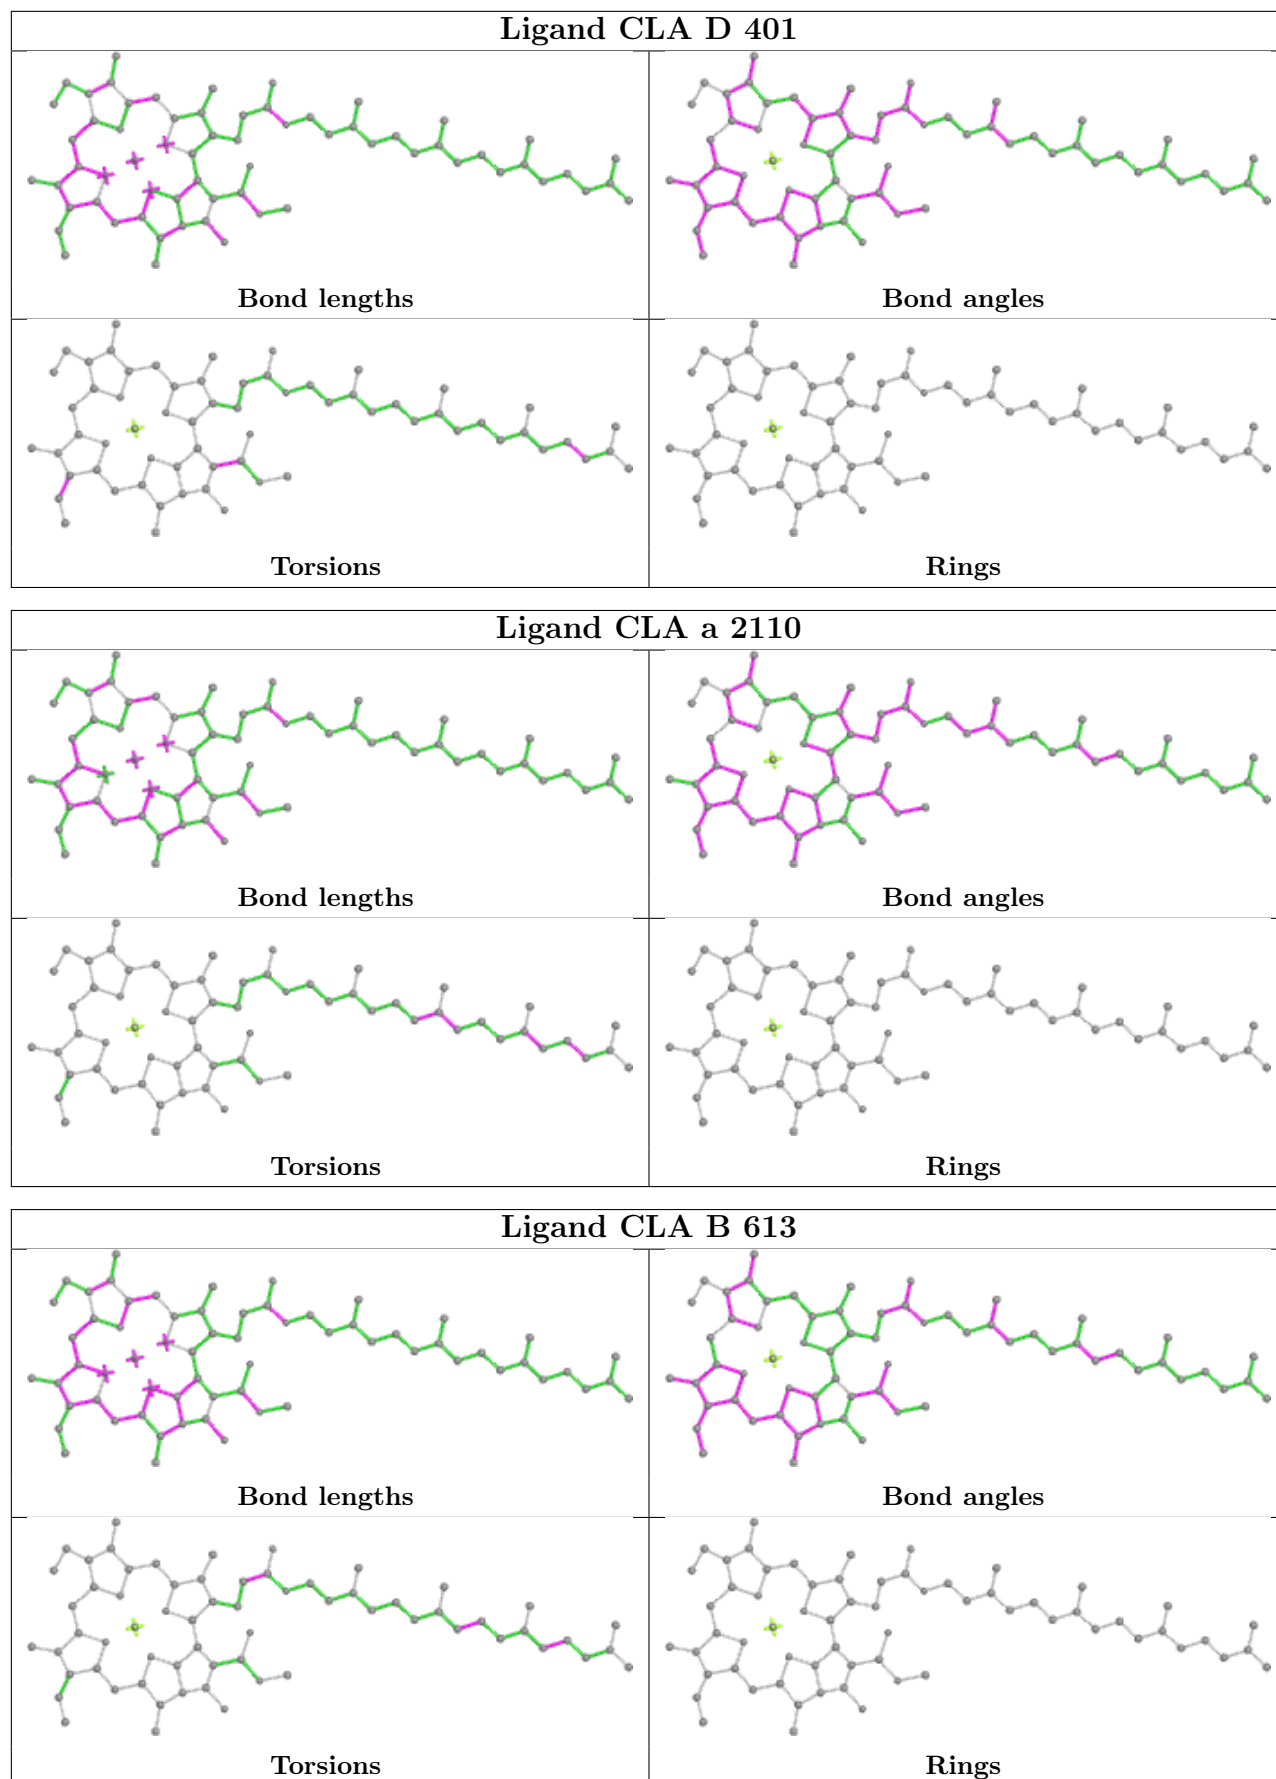 Ligand CLA D 401
Bond lengths
Bond angles
Torsions
Rings
Ligand CLA a 2110
Bond lengths
Bond angles
Torsions
Rings
Ligand CLA B 613
Bond lengths
Bond angles
Torsions
Rings